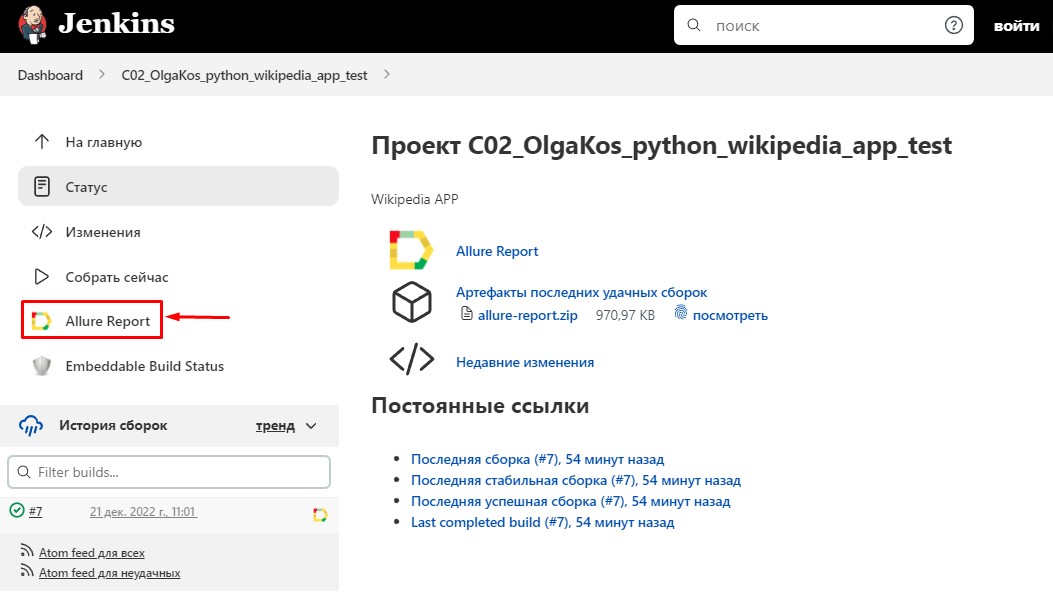 Jenkins
поиск
войти
Dashboard
C02_OlgaKos_python_wikipedia_app_test
На главную
Статус
Изменения
Собрать сейчас
Allure Report
Embeddable Build Status
История сборок
тренд
Filter builds...
#7
21 дек. 2022 г., 11:01
Atom feed для всех
Atom feed для неудачных
Проект C02_OlgaKos_python_wikipedia_app_test
Wikipedia APP
Allure Report
Артефакты последних удачных сборок
allure-report.zip 970,97 KB посмотреть
Недавние изменения
Постоянные ссылки
Последняя сборка (#7), 54 минут назад
Последняя стабильная сборка (#7), 54 минут назад
Последняя успешная сборка (#7), 54 минут назад
Last completed build (#7), 54 минут назад